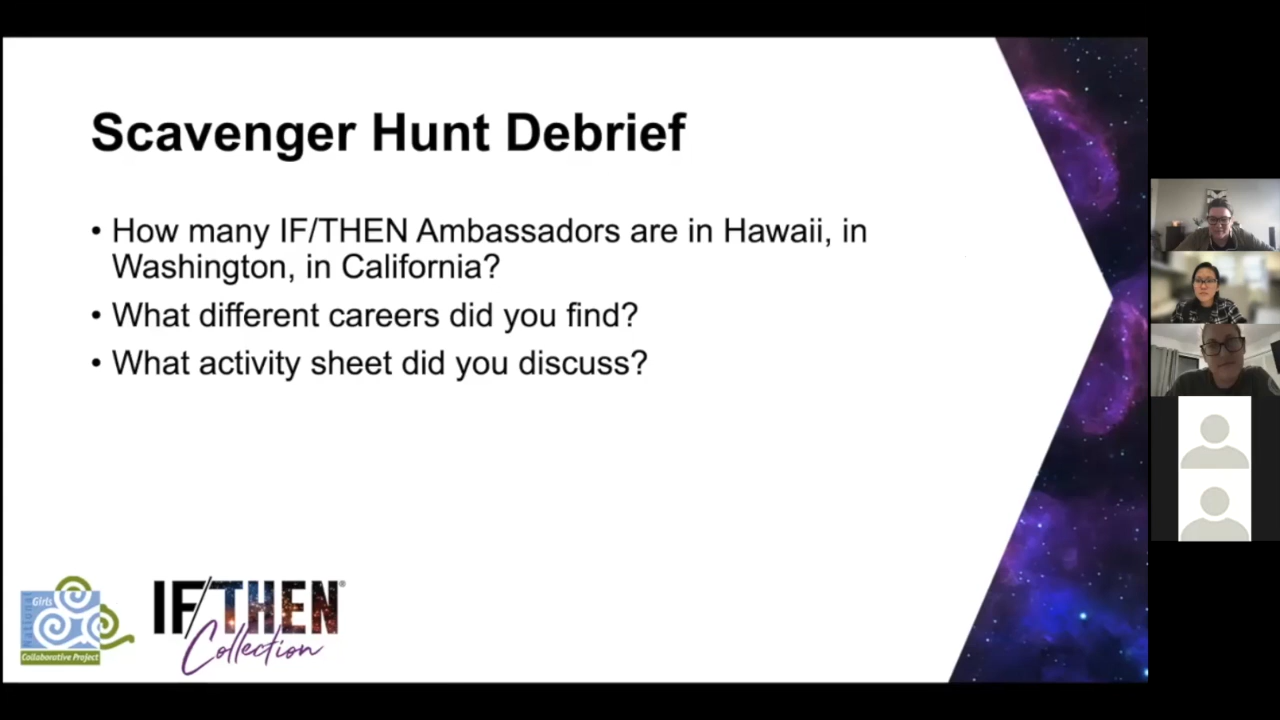 Scavenger Hunt Debrief
• How many IF/THEN Ambassadors are in Hawaii, in
Washington, in California?
• What different careers did you find?
• What activity sheet did you discuss?
National
Girls
Collaborative Project
IF/THEN®
Collection